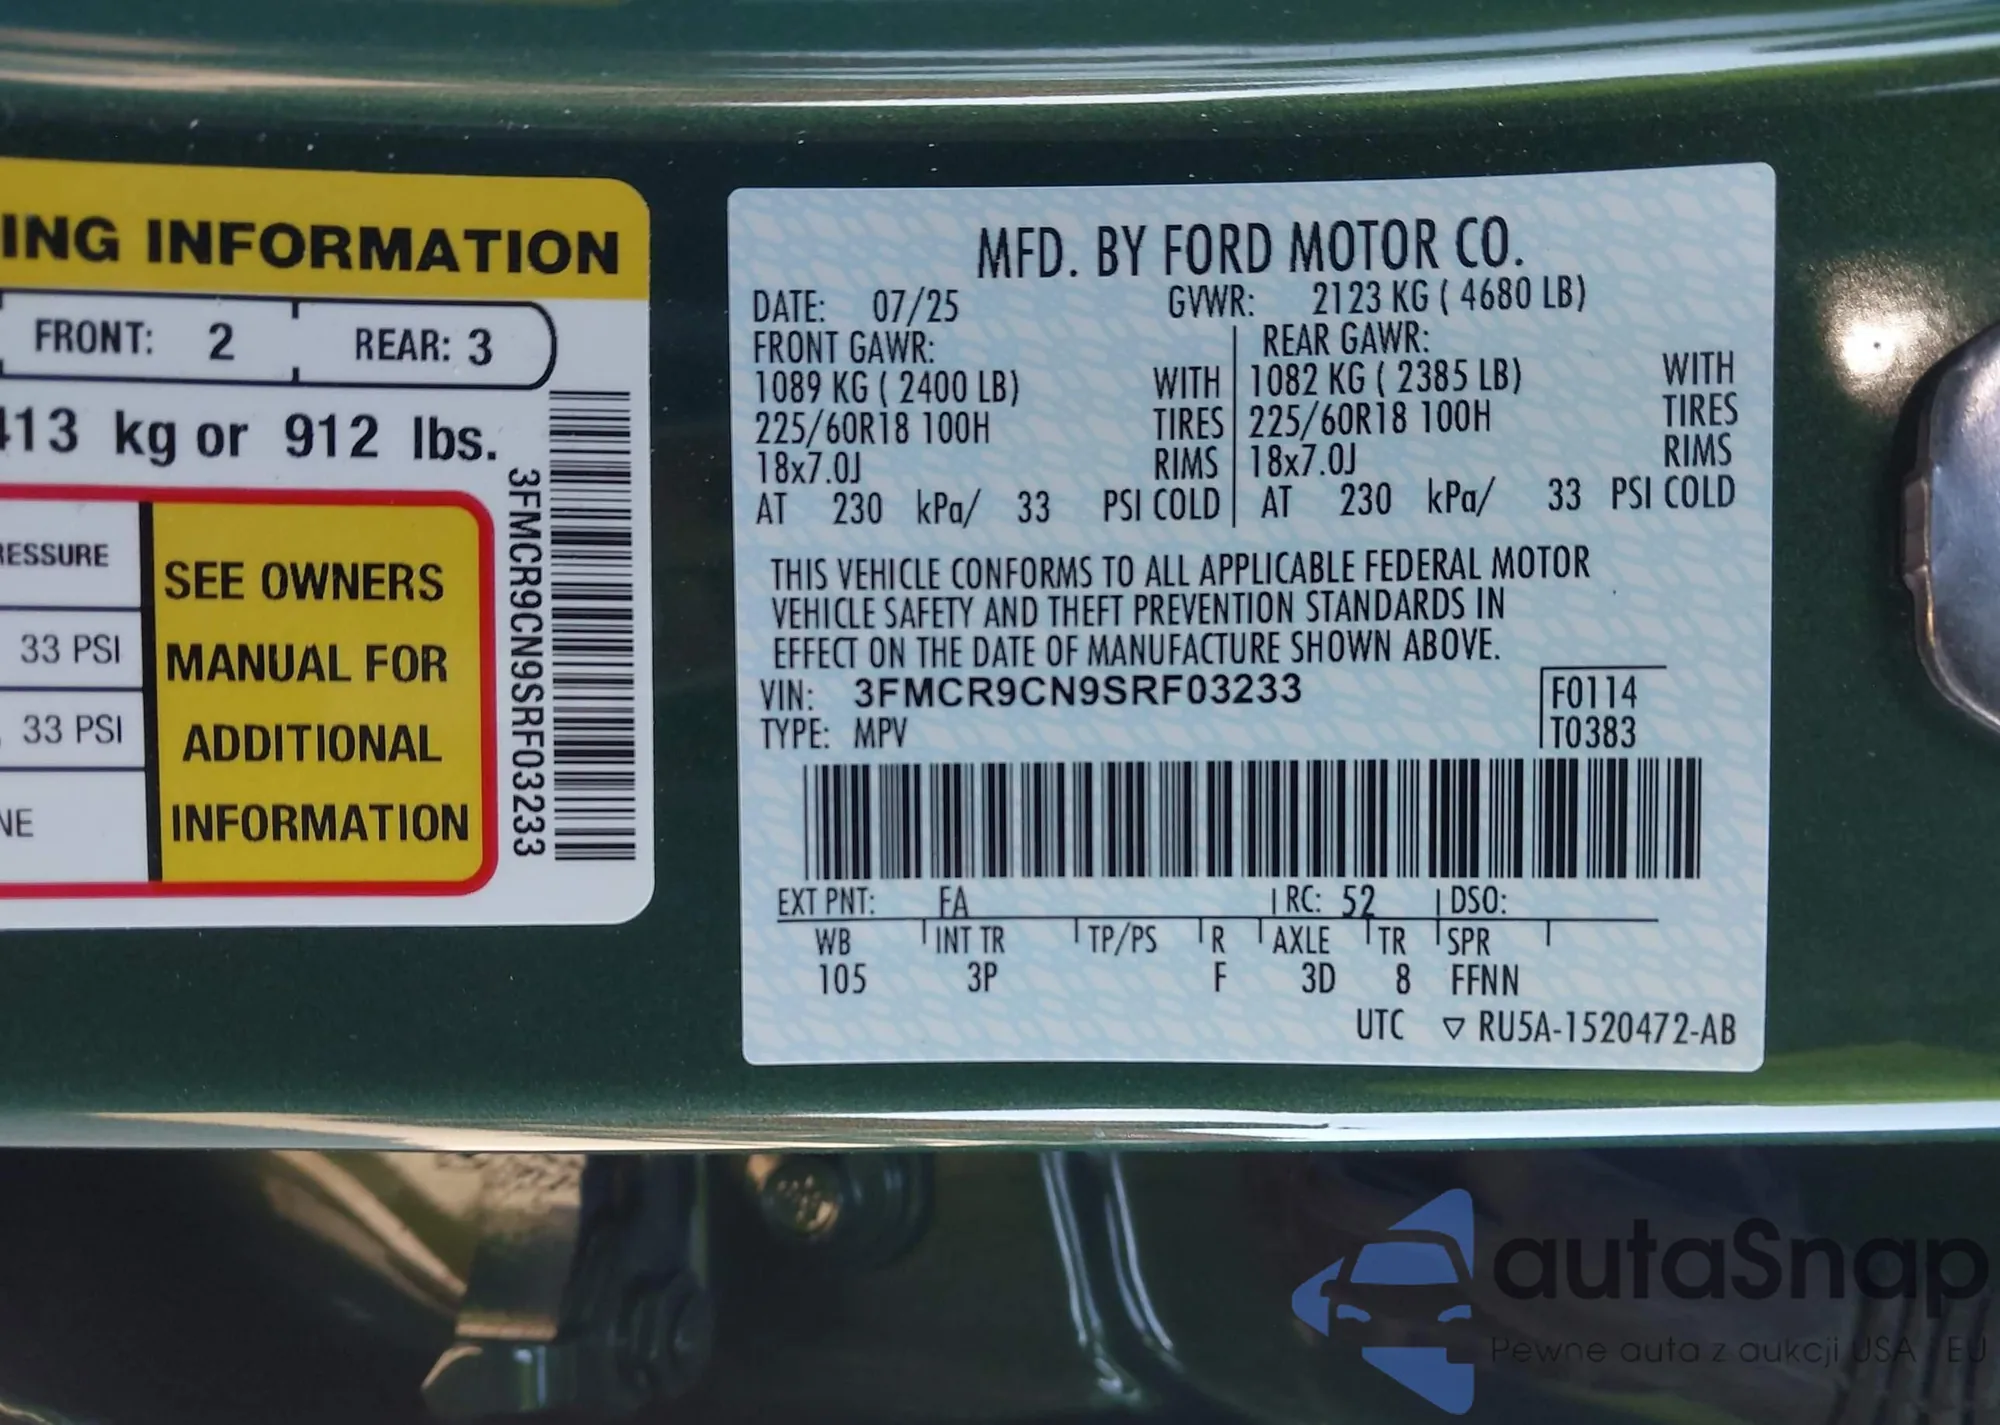 ING INFORMATION
FRONT: 2 REAR: 3
413 kg or 912 lbs.
RESSURE
33 PSI
33 PSI
NE
SEE OWNERS
MANUAL FOR
ADDITIONAL
INFORMATION
3FMCR9CN9SRF03233
MFD. BY FORD MOTOR CO.
DATE: 07/25 GVWR: 2123 KG ( 4680 LB)
FRONT GAWR: REAR GAWR:
1089 KG ( 2400 LB) WITH 1082 KG ( 2385 LB) WITH
225/60R18 100H TIRES 225/60R18 100H TIRES
18x7.0J RIMS 18x7.0J RIMS
AT 230 kPa/ 33 PSI COLD AT 230 kPa/ 33 PSI COLD
THIS VEHICLE CONFORMS TO ALL APPLICABLE FEDERAL MOTOR
VEHICLE SAFETY AND THEFT PREVENTION STANDARDS IN
EFFECT ON THE DATE OF MANUFACTURE SHOWN ABOVE.
VIN: 3FMCR9CN9SRF03233 F0114
TYPE: MPV T0383
EXT PNT: FA RC: 52 DSO:
WB INT TR TP/PS R AXLE TR SPR
105 3P F 3D 8 FFNN
UTC ▽ RU5A-1520472-AB
autaSnap
Pewne auta z aukcji USA i EU